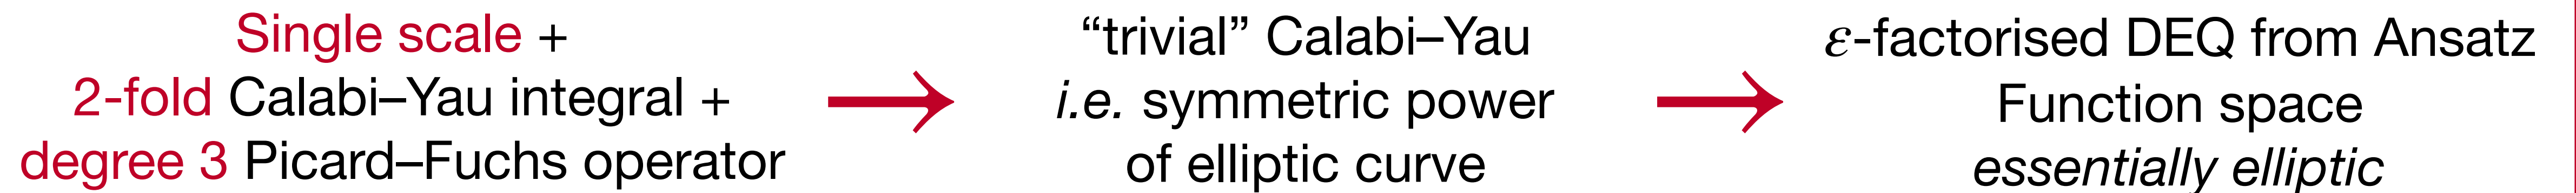 Single scale +
2-fold Calabi–Yau integral +
degree 3 Picard–Fuchs operator
“trivial” Calabi–Yau
i.e. symmetric power
of elliptic curve
ε-factorised DEQ from Ansatz
Function space
essentially elliptic